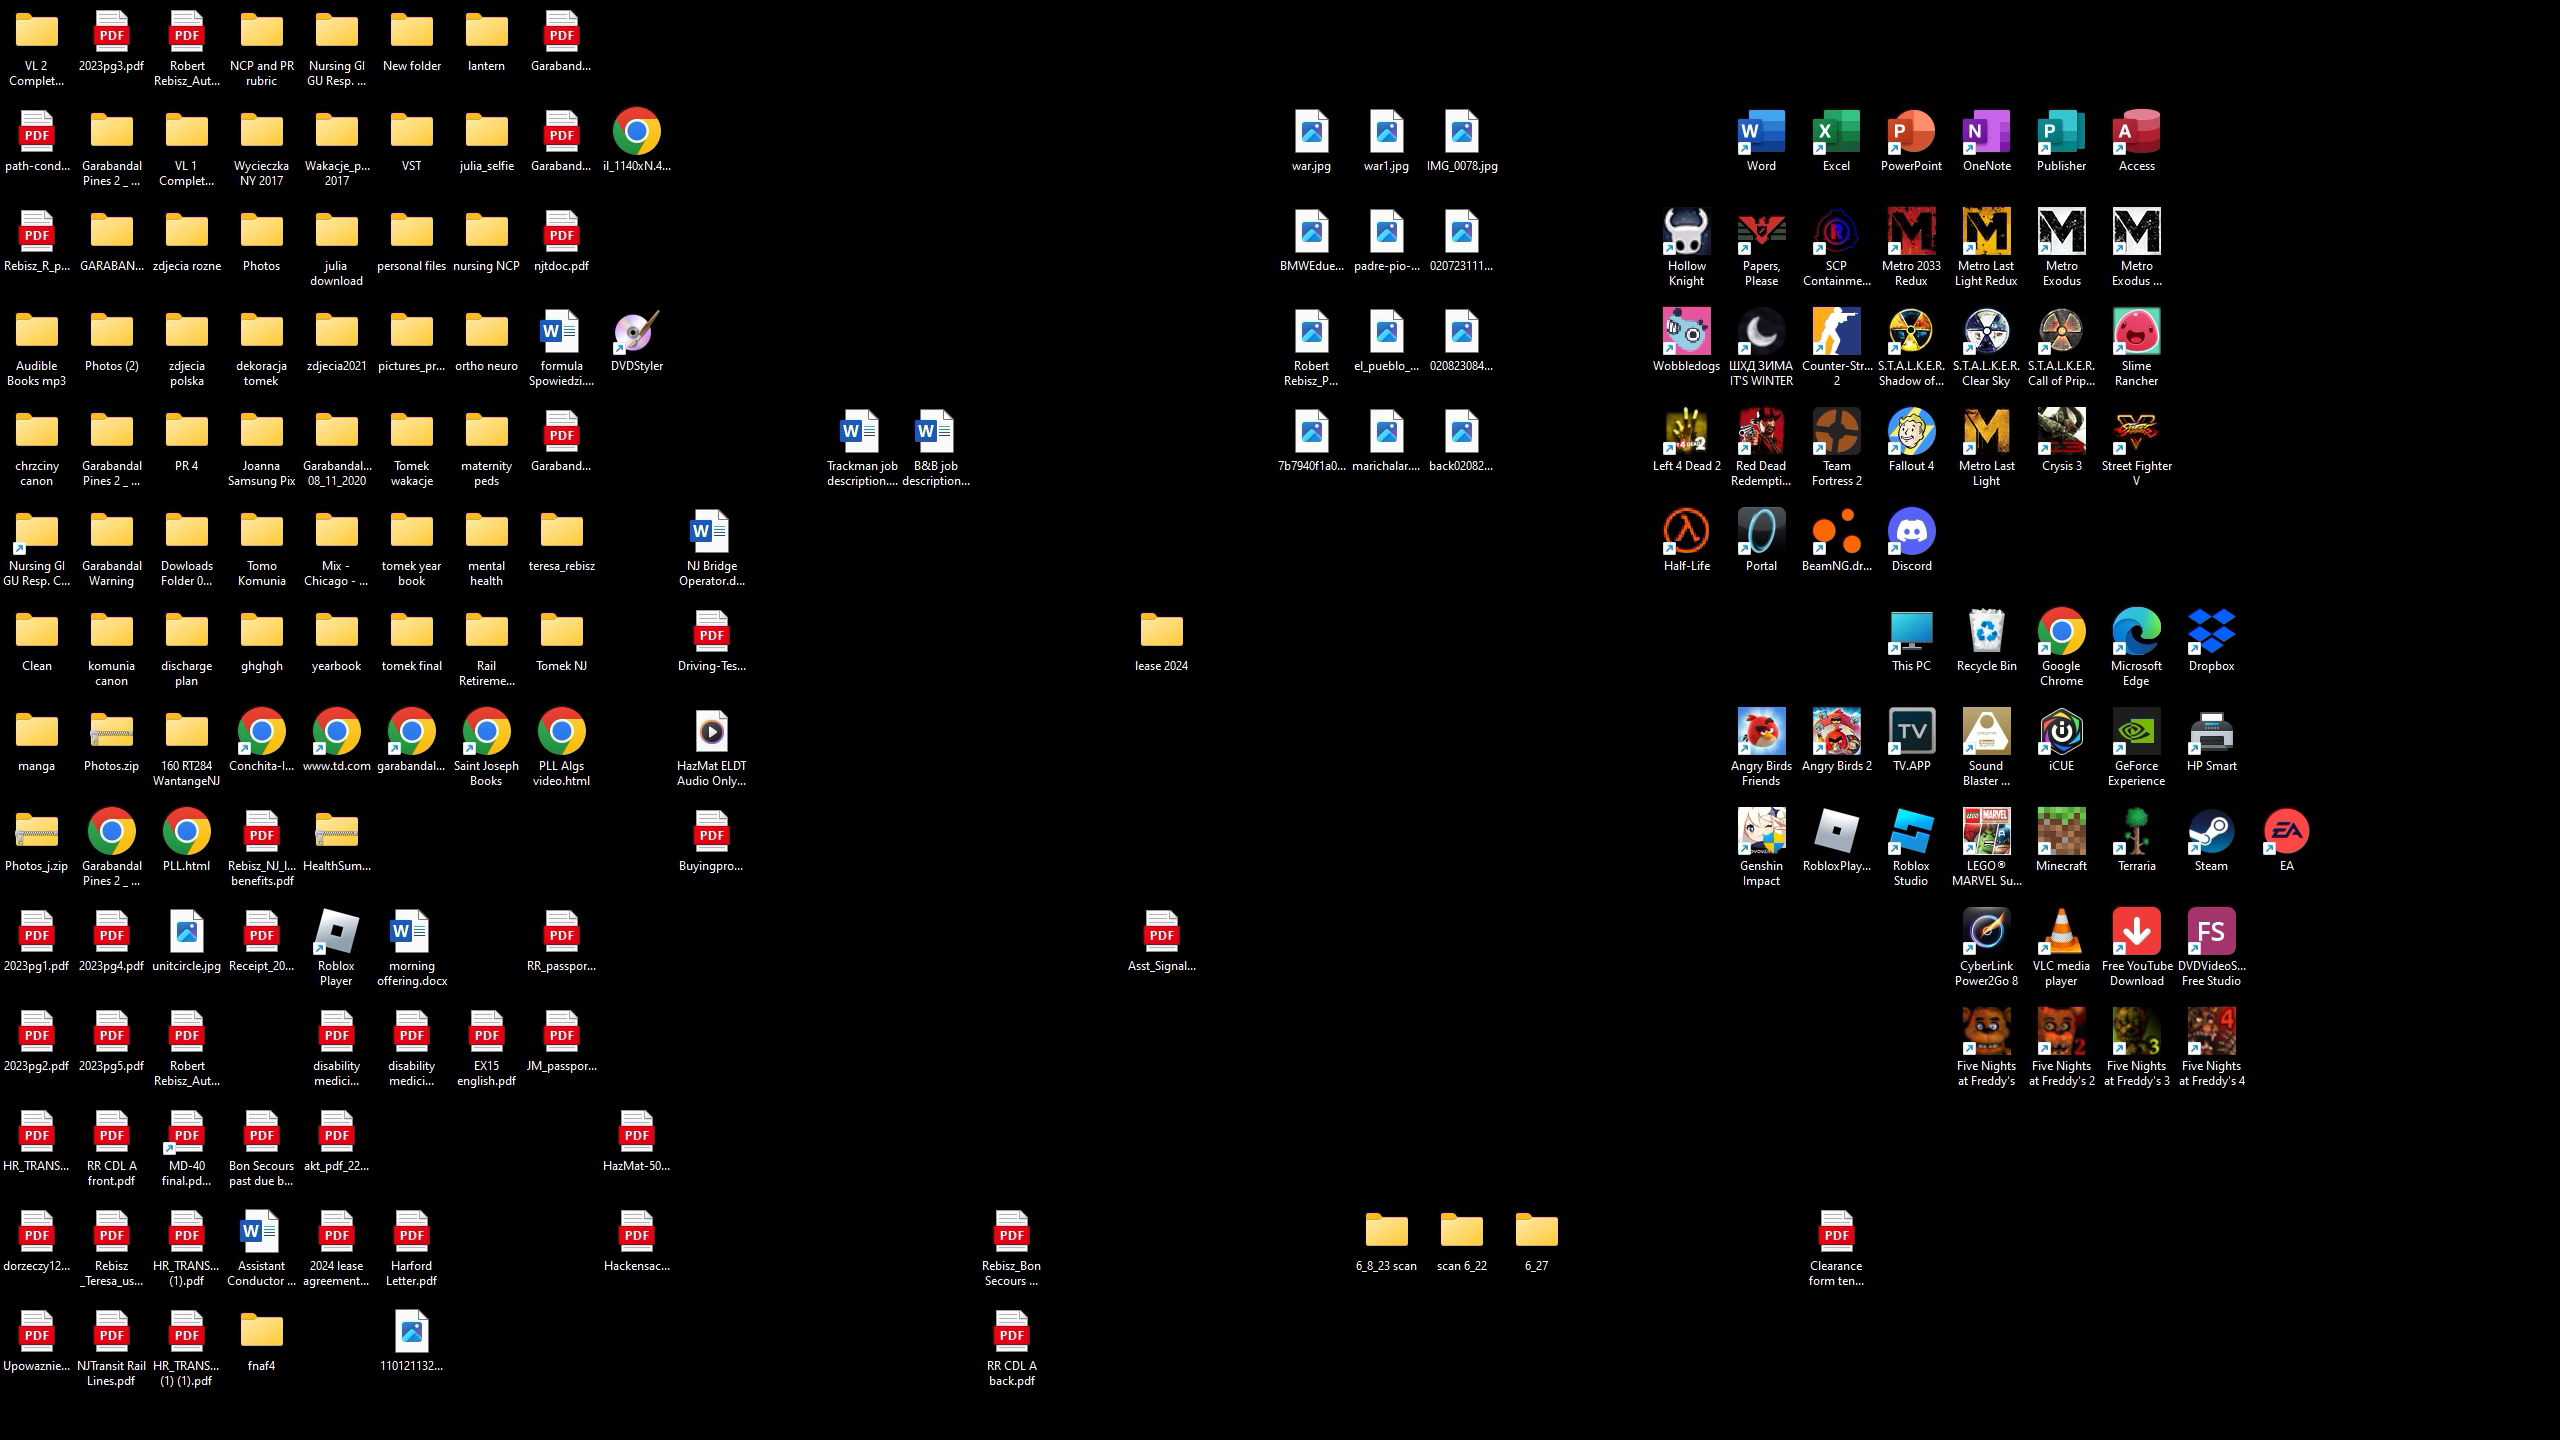 VL 2
Complet...
2023pg3.pdf
Robert
Rebisz_Aut...
NCP and PR
rubric
Nursing GI
GU Resp. ...
New folder
lantern
Garaband...
path-cond...
Garabandal
Pines 2 _ ...
VL 1
Complet...
Wycieczka
NY 2017
Wakacje_p...
2017
VST
julia_selfie
Garaband...
il_1140xN.4...
war.jpg
war1.jpg
IMG_0078.jpg
Word
Excel
PowerPoint
OneNote
Publisher
Access
Rebisz_R_p...
GARABAN...
zdjecia rozne
Photos
julia
download
personal files
nursing NCP
njtdoc.pdf
BMWEdue...
padre-pio-...
020723111...
Hollow
Knight
Papers,
Please
SCP
Containme...
Metro 2033
Redux
Metro Last
Light Redux
Metro
Exodus
Metro
Exodus ...
Audible
Books mp3
Photos (2)
zdjecia
polska
dekoracja
tomek
zdjecia2021
pictures_pr...
ortho neuro
formula
Spowiedzi....
DVDStyler
Robert
Rebisz_P...
el_pueblo_...
020823084...
Wobbledogs
ШХД ЗИМА
IT'S WINTER
Counter-Str...
2
S.T.A.L.K.E.R.
Shadow of...
S.T.A.L.K.E.R.
Clear Sky
S.T.A.L.K.E.R.
Call of Prip...
Slime
Rancher
chrzciny
canon
Garabandal
Pines 2 _ ...
PR 4
Joanna
Samsung Pix
Garabandal...
08_11_2020
Tomek
wakacje
maternity
peds
Garaband...
Trackman job
description....
B&B job
description...
7b7940f1a0...
marichalar....
back02082...
Left 4 Dead 2
Red Dead
Redempti...
Team
Fortress 2
Fallout 4
Metro Last
Light
Crysis 3
Street Fighter
V
Nursing GI
GU Resp. C...
Garabandal
Warning
Dowloads
Folder 0...
Tomo
Komunia
Mix -
Chicago - ...
tomek year
book
mental
health
teresa_rebisz
NJ Bridge
Operator.d...
Half-Life
Portal
BeamNG.dr...
Discord
Clean
komunia
canon
discharge
plan
ghghgh
yearbook
tomek final
Rail
Retireme...
Tomek NJ
Driving-Tes...
lease 2024
This PC
Recycle Bin
Google
Chrome
Microsoft
Edge
Dropbox
manga
Photos.zip
160 RT284
WantangeNJ
Conchita-I...
www.td.com
garabandal...
Saint Joseph
Books
PLL Algs
video.html
HazMat ELDT
Audio Only...
Angry Birds
Friends
Angry Birds 2
TV.APP
Sound
Blaster ...
iCUE
GeForce
Experience
HP Smart
Photos_j.zip
Garabandal
Pines 2 _ ...
PLL.html
Rebisz_NJ_I...
benefits.pdf
HealthSum...
Buyingpro...
Genshin
Impact
RobloxPlay...
Roblox
Studio
LEGO®
MARVEL Su...
Minecraft
Terraria
Steam
EA
2023pg1.pdf
2023pg4.pdf
unitcircle.jpg
Receipt_20...
Roblox
Player
morning
offering.docx
RR_passpor...
Asst_Signal...
CyberLink
Power2Go 8
VLC media
player
Free YouTube
Download
DVDVideoS...
Free Studio
2023pg2.pdf
2023pg5.pdf
Robert
Rebisz_Aut...
disability
medici...
disability
medici...
EX15
english.pdf
JM_passpor...
Five Nights
at Freddy's
Five Nights
at Freddy's 2
Five Nights
at Freddy's 3
Five Nights
at Freddy's 4
HR_TRANS...
RR CDL A
front.pdf
MD-40
final.pd...
Bon Secours
past due b...
akt_pdf_22...
HazMat-50...
dorzeczy12...
Rebisz
_Teresa_us...
HR_TRANS...
(1).pdf
Assistant
Conductor ...
2024 lease
agreement...
Harford
Letter.pdf
Hackensac...
Rebisz_Bon
Secours ...
6_8_23 scan
scan 6_22
6_27
Clearance
form ten...
Upowaznie...
NJTransit Rail
Lines.pdf
HR_TRANS...
(1) (1).pdf
fnaf4
110121132...
RR CDL A
back.pdf